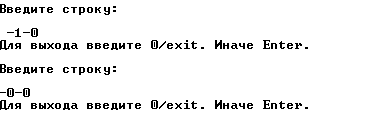 Введите строку:
-1-0
Для выхода введите 0/exit. Иначе Enter.
Введите строку:
-0-0
Для выхода введите 0/exit. Иначе Enter.